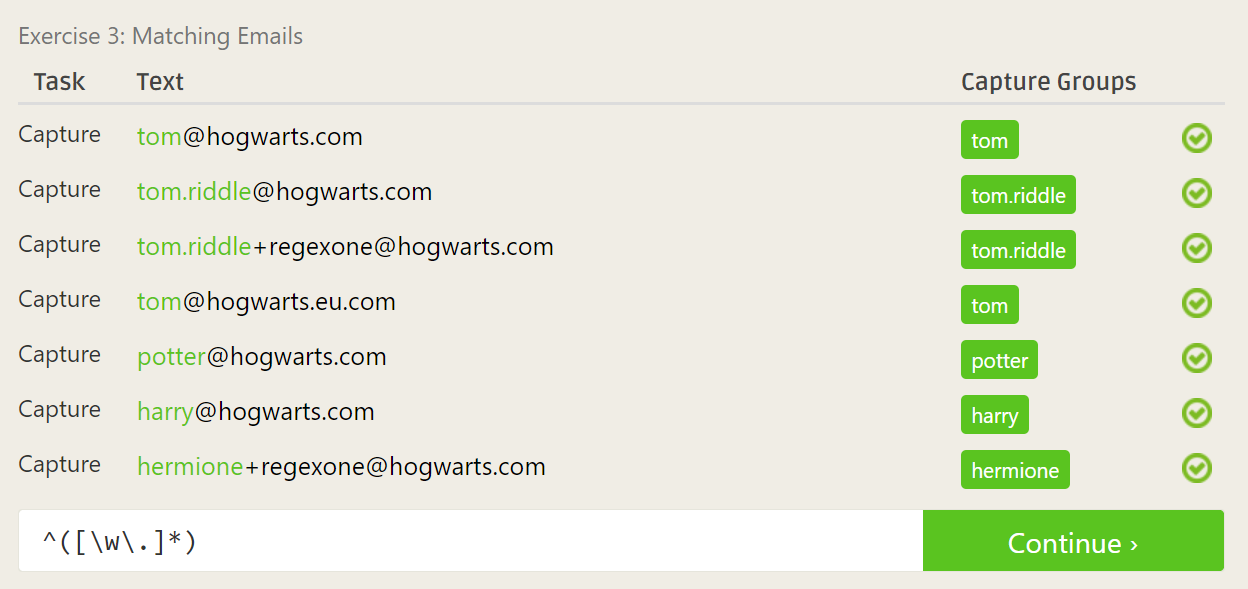 Exercise 3: Matching Emails
Task Text Capture Groups
Capture tom@hogwarts.com tom
Capture tom.riddle@hogwarts.com tom.riddle
Capture tom.riddle+regexone@hogwarts.com tom.riddle
Capture tom@hogwarts.eu.com tom
Capture potter@hogwarts.com potter
Capture harry@hogwarts.com harry
Capture hermione+regexone@hogwarts.com hermione
^([\w\.]*) Continue ›